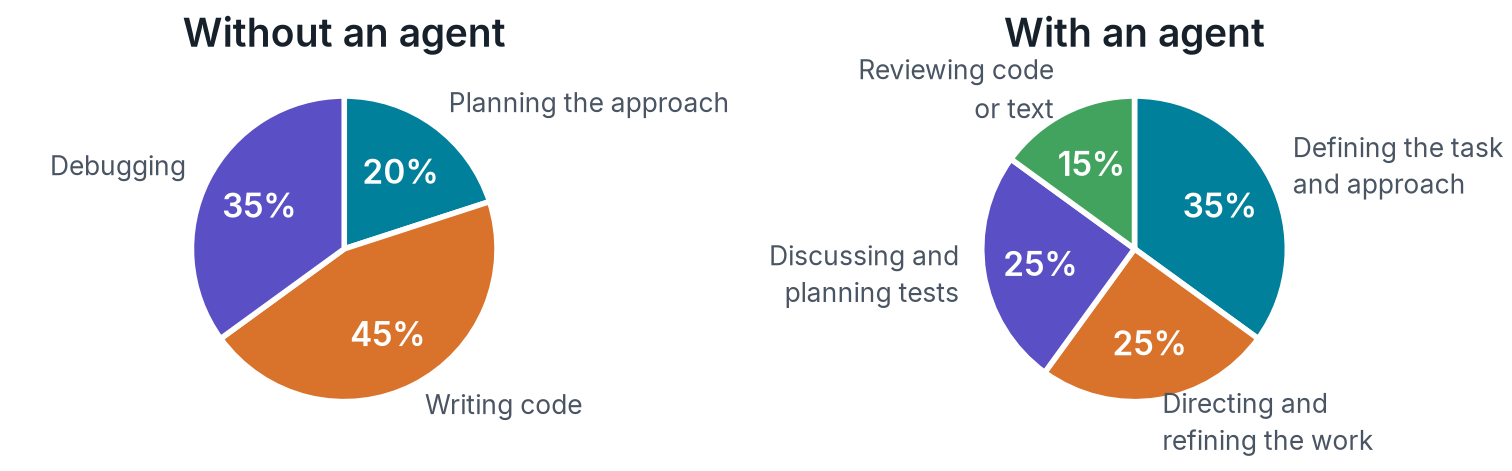 Without an agent
Planning the approach
Debugging
20%
35%
45%
Writing code
With an agent
Reviewing code
or text
Defining the task
and approach
15%
35%
Discussing and
planning tests
25%
25%
Directing and
refining the work